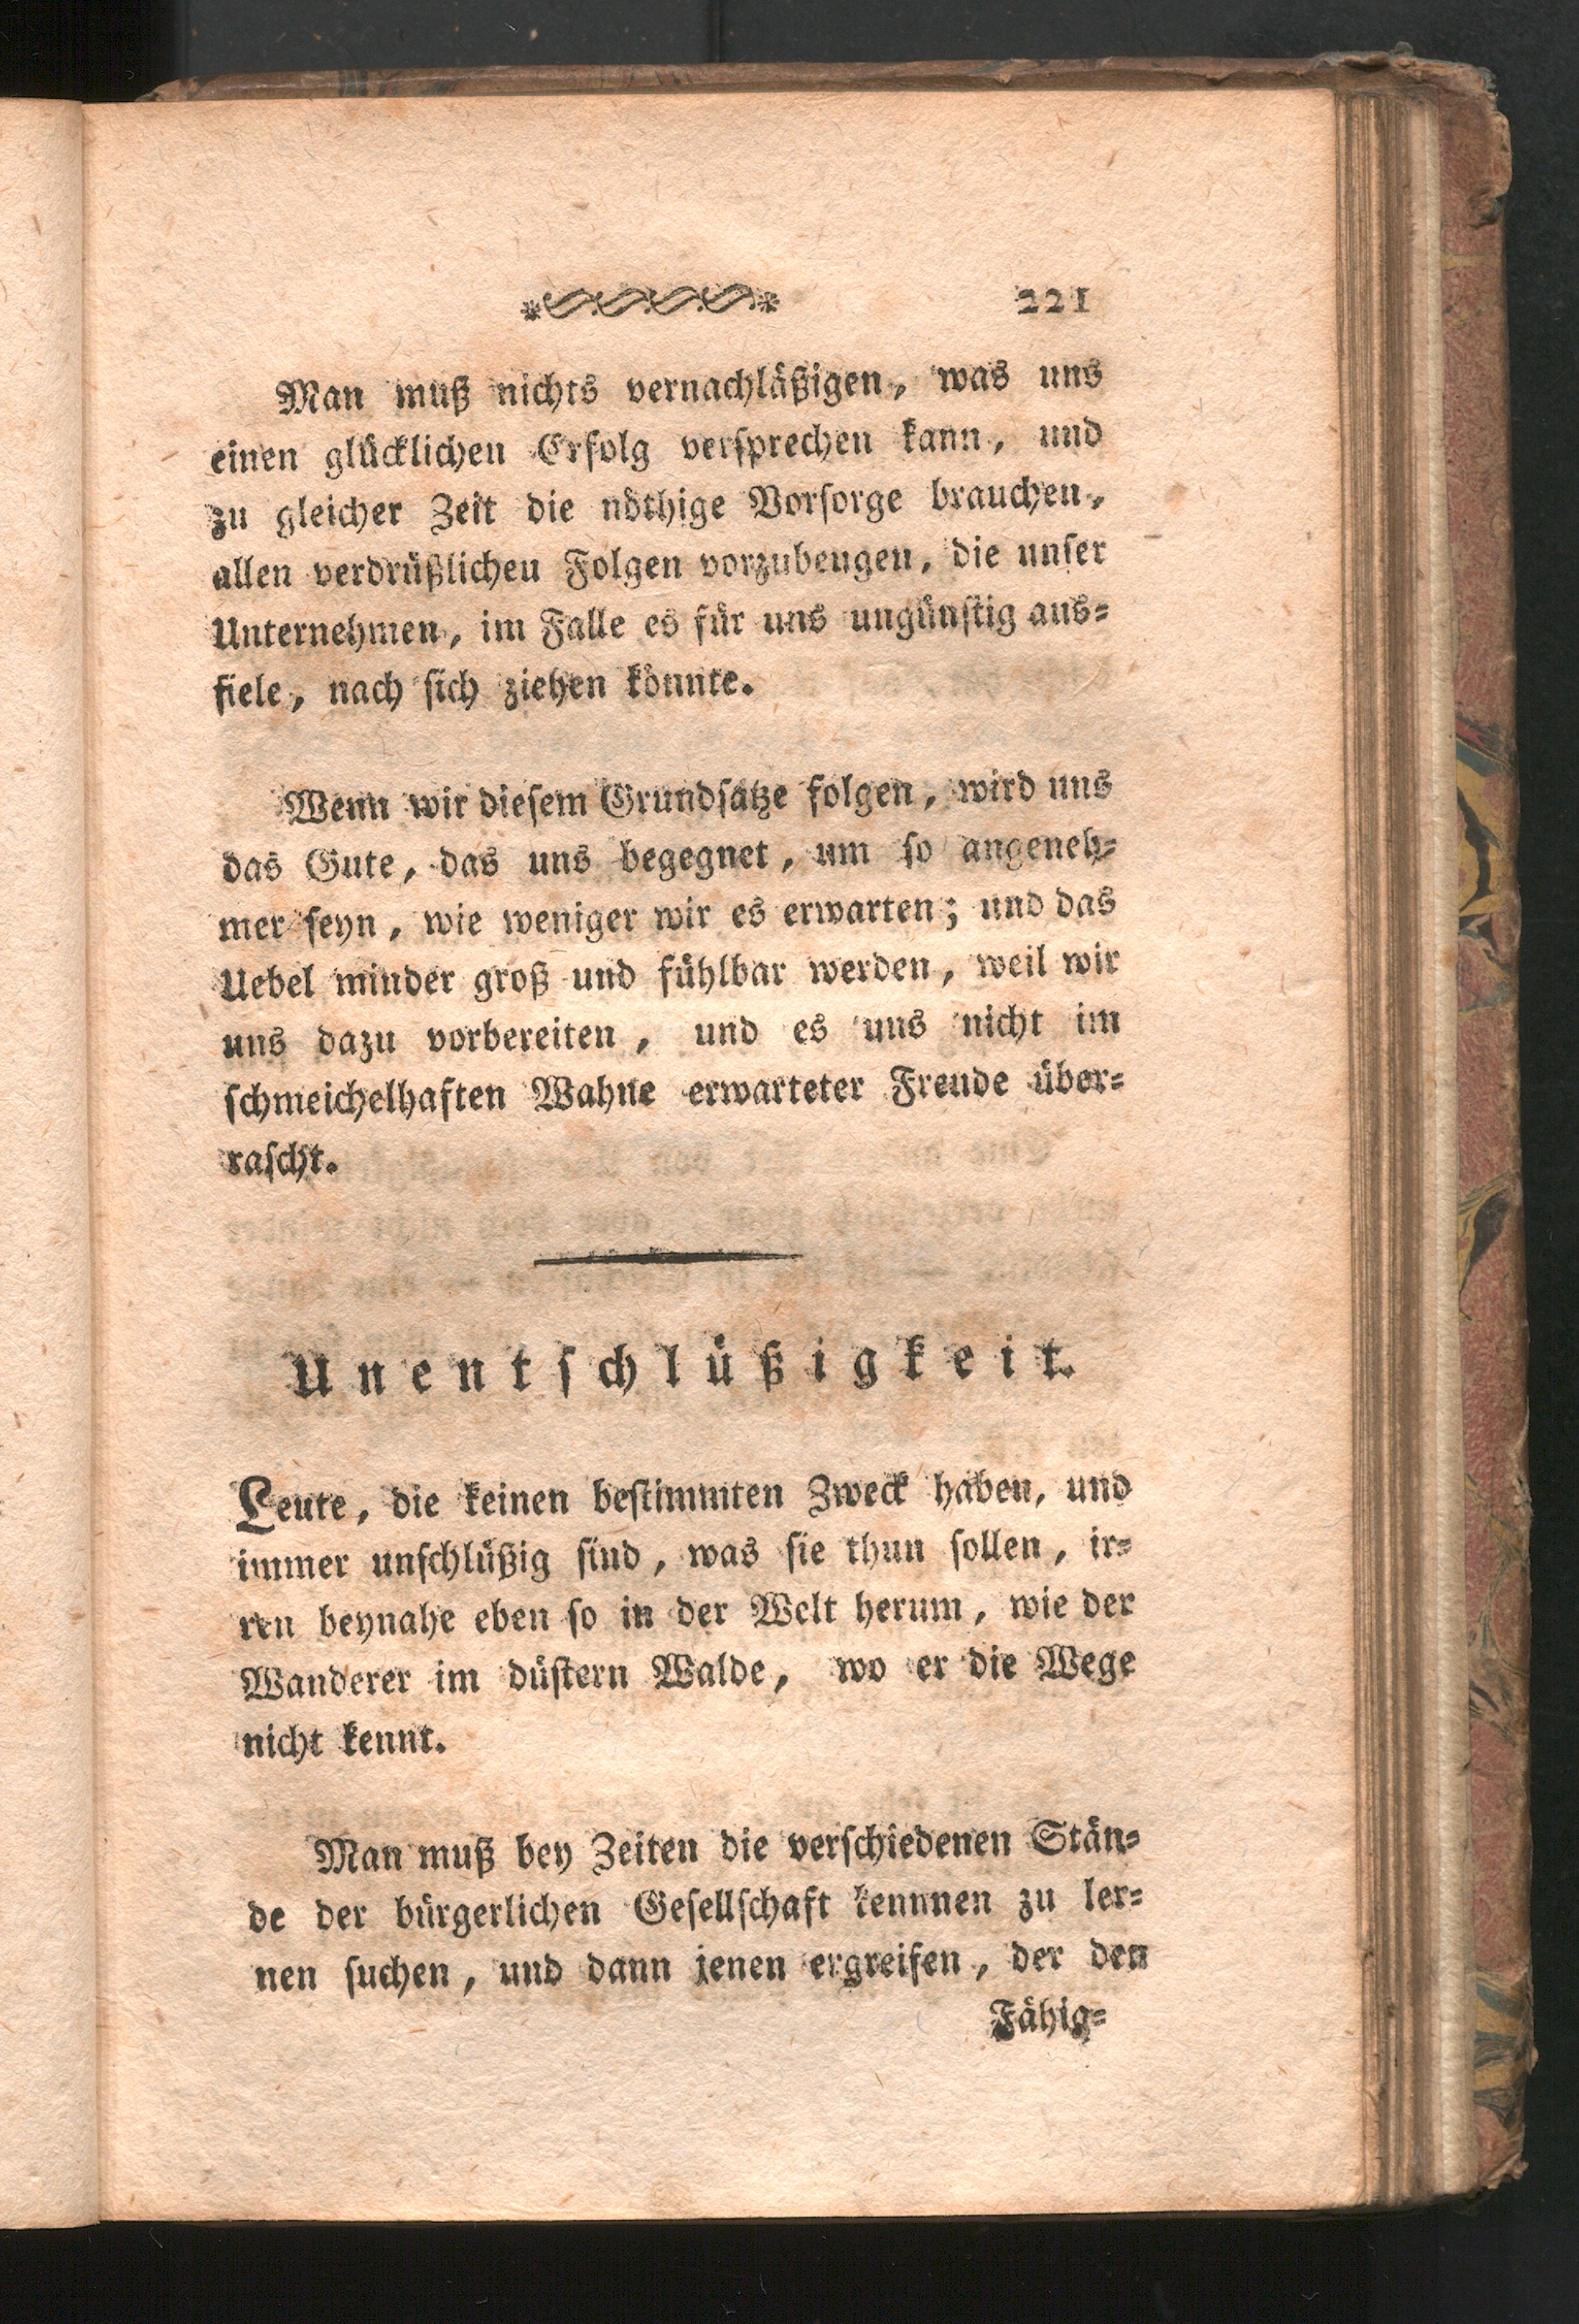 221
Man muß nichts vernachläßigen, was uns
einen glücklichen Erfolg versprechen kann, und
zu gleicher Zeit die nöthige Vorsorge brauchen,
allen verdrüßlichen Folgen vorzubeugen, die unser
Unternehmen, im Falle es für uns ungünstig aus=
fiele, nach sich ziehen könnte.
Wenn wir diesem Grundsatze folgen, wird uns
das Gute, das uns begegnet, um so angeneh=
mer seyn, wie weniger wir es erwarten; und das
Uebel minder groß und fühlbar werden, weil wir
uns dazu vorbereiten, und es uns nicht im
schmeichelhaften Wahne erwarteter Freude über=
rascht.
Unentschlüßigkeit.
Leute, die keinen bestimmten Zweck haben, und
immer unschlüßig sind, was sie thun sollen, ir=
ren beynahe eben so in der Welt herum, wie der
Wanderer im düstern Walde, wo er die Wege
nicht kennt.
Man muß bey Zeiten die verschiedenen Stän=
de der bürgerlichen Gesellschaft kennnen zu ler=
nen suchen, und dann jenen ergreifen, der den
Fähig=